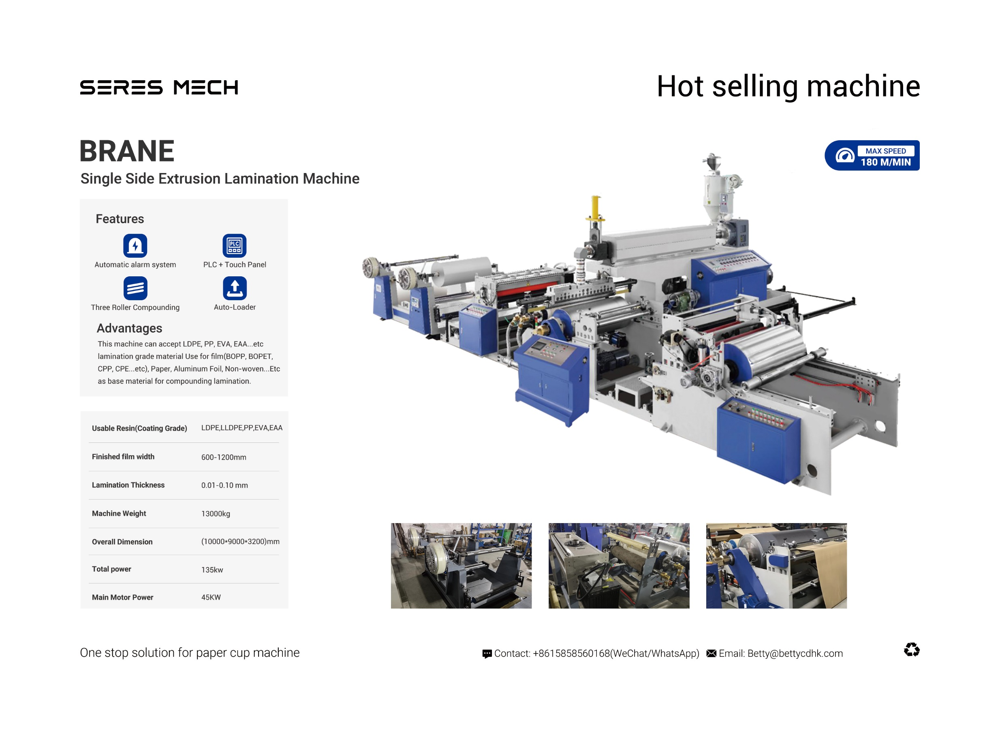 SERES MECH
Hot selling machine
BRANE
Single Side Extrusion Lamination Machine
MAX SPEED
180 M/MIN
Features
PLC
Automatic alarm system
PLC + Touch Panel
Three Roller Compounding
Auto-Loader
Advantages
This machine can accept LDPE, PP, EVA, EAA...etc
lamination grade material Use for film(BOPP, BOPET,
CPP, CPE...etc), Paper, Aluminum Foil, Non-woven...Etc
as base material for compounding lamination.
Usable Resin(Coating Grade) LDPE,LLDPE,PP,EVA,EAA
Finished film width 600-1200mm
Lamination Thickness 0.01-0.10 mm
Machine Weight 13000kg
Overall Dimension (10000*9000*3200)mm
Total power 135kw
Main Motor Power 45KW
One stop solution for paper cup machine
Contact: +8615858560168(WeChat/WhatsApp)
Email: Betty@bettycdhk.com